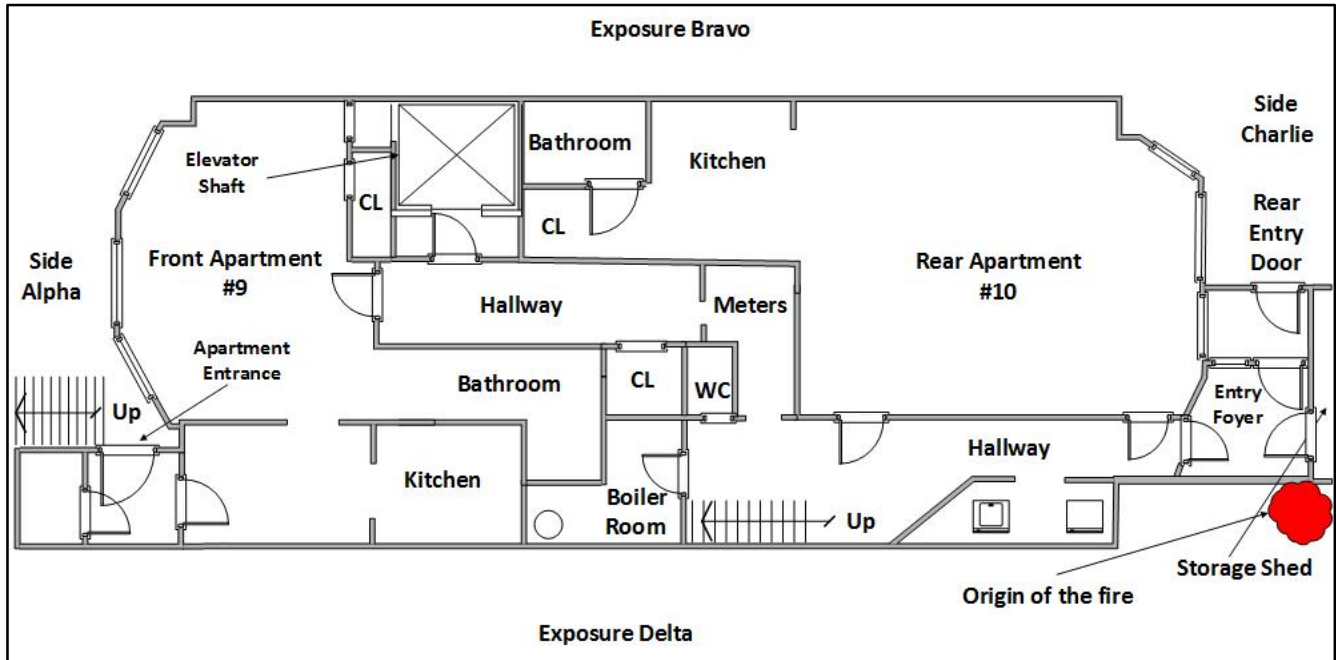 Exposure Bravo
Side
Charlie
Elevator
Shaft
Bathroom
Kitchen
CL
CL
Rear
Entry
Door
Side
Alpha
Front Apartment
#9
Rear Apartment
#10
Hallway
Meters
Apartment
Entrance
Bathroom
CL
WC
Up
Entry
Foyer
Hallway
Kitchen
Boiler
Room
Up
Storage Shed
Origin of the fire
Exposure Delta